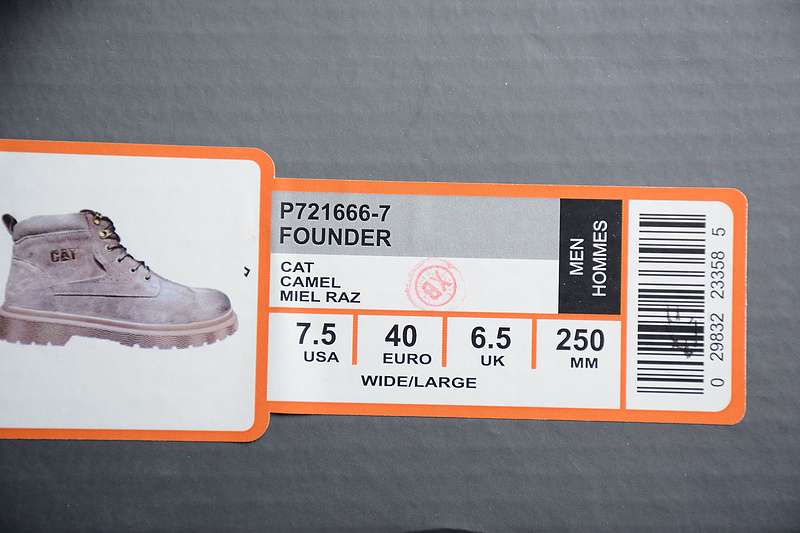 CAT
P721666-7
FOUNDER
CAT
CAMEL
MIEL RAZ
MEN
HOMMES
7.5
USA
40
EURO
6.5
UK
250
MM
WIDE/LARGE
0 29832 23358 5